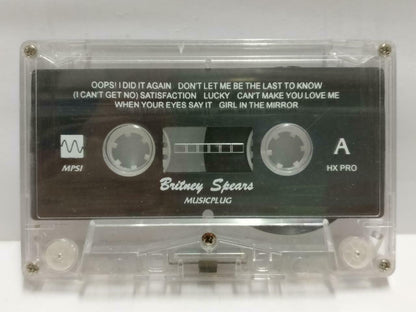 OOPS! I DID IT AGAIN   DON'T LET ME BE THE LAST TO KNOW
(I CAN'T GET NO) SATISFACTION   LUCKY   CAN'T MAKE YOU LOVE ME
WHEN YOUR EYES SAY IT   GIRL IN THE MIRROR
MPSI
A
HX PRO
Britney Spears
MUSICPLUG